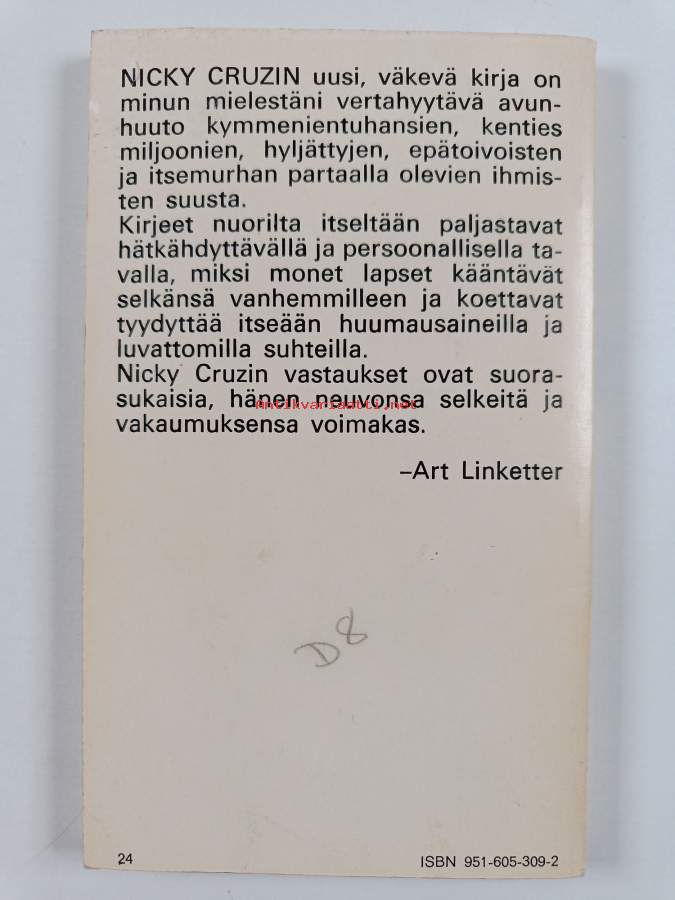 NICKY CRUZIN uusi, väkevä kirja on
minun mielestäni vertahyytävä avun-
huuto kymmenientuhansien, kenties
miljoonien, hyljättyjen, epätoivoisten
ja itsemurhan partaalla olevien ihmis-
ten suusta.
Kirjeet nuorilta itseltään paljastavat
hätkähdyttävällä ja persoonallisella ta-
valla, miksi monet lapset kääntävät
selkänsä vanhemmilleen ja koettavat
tyydyttää itseään huumausaineilla ja
luvattomilla suhteilla.
Nicky Cruzin vastaukset ovat suora-
sukaisia, hänen neuvonsa selkeitä ja
Antikvariaatti.net
vakaumuksensa voimakas.
–Art Linketter
D8
24
ISBN 951-605-309-2